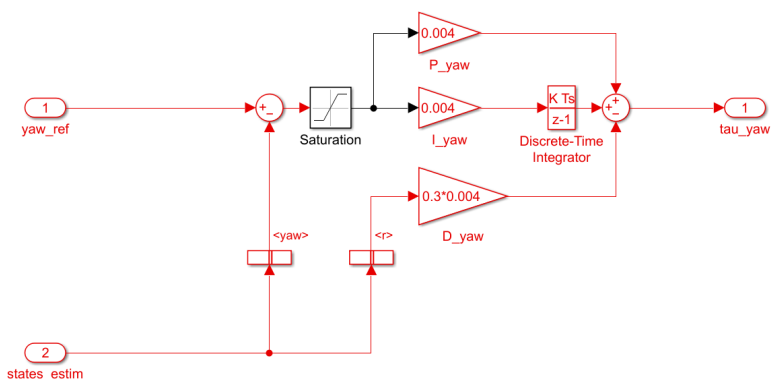 0.004
P_yaw
1
yaw_ref
+
−
Saturation
0.004
I_yaw
K Ts
z-1
Discrete-Time
Integrator
+
+
−
1
tau_yaw
0.3*0.004
D_yaw
<yaw>
<r>
2
states_estim